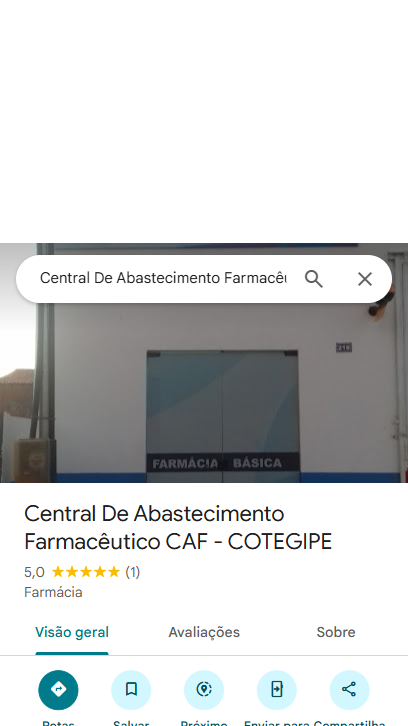 Central De Abastecimento Farmacêu
218
FARMÁCIA BÁSICA
Central De Abastecimento
Farmacêutico CAF - COTEGIPE
5,0 (1)
Farmácia
Visão geral Avaliações Sobre
Rotas Salvar Próximo Enviar para Compartilha